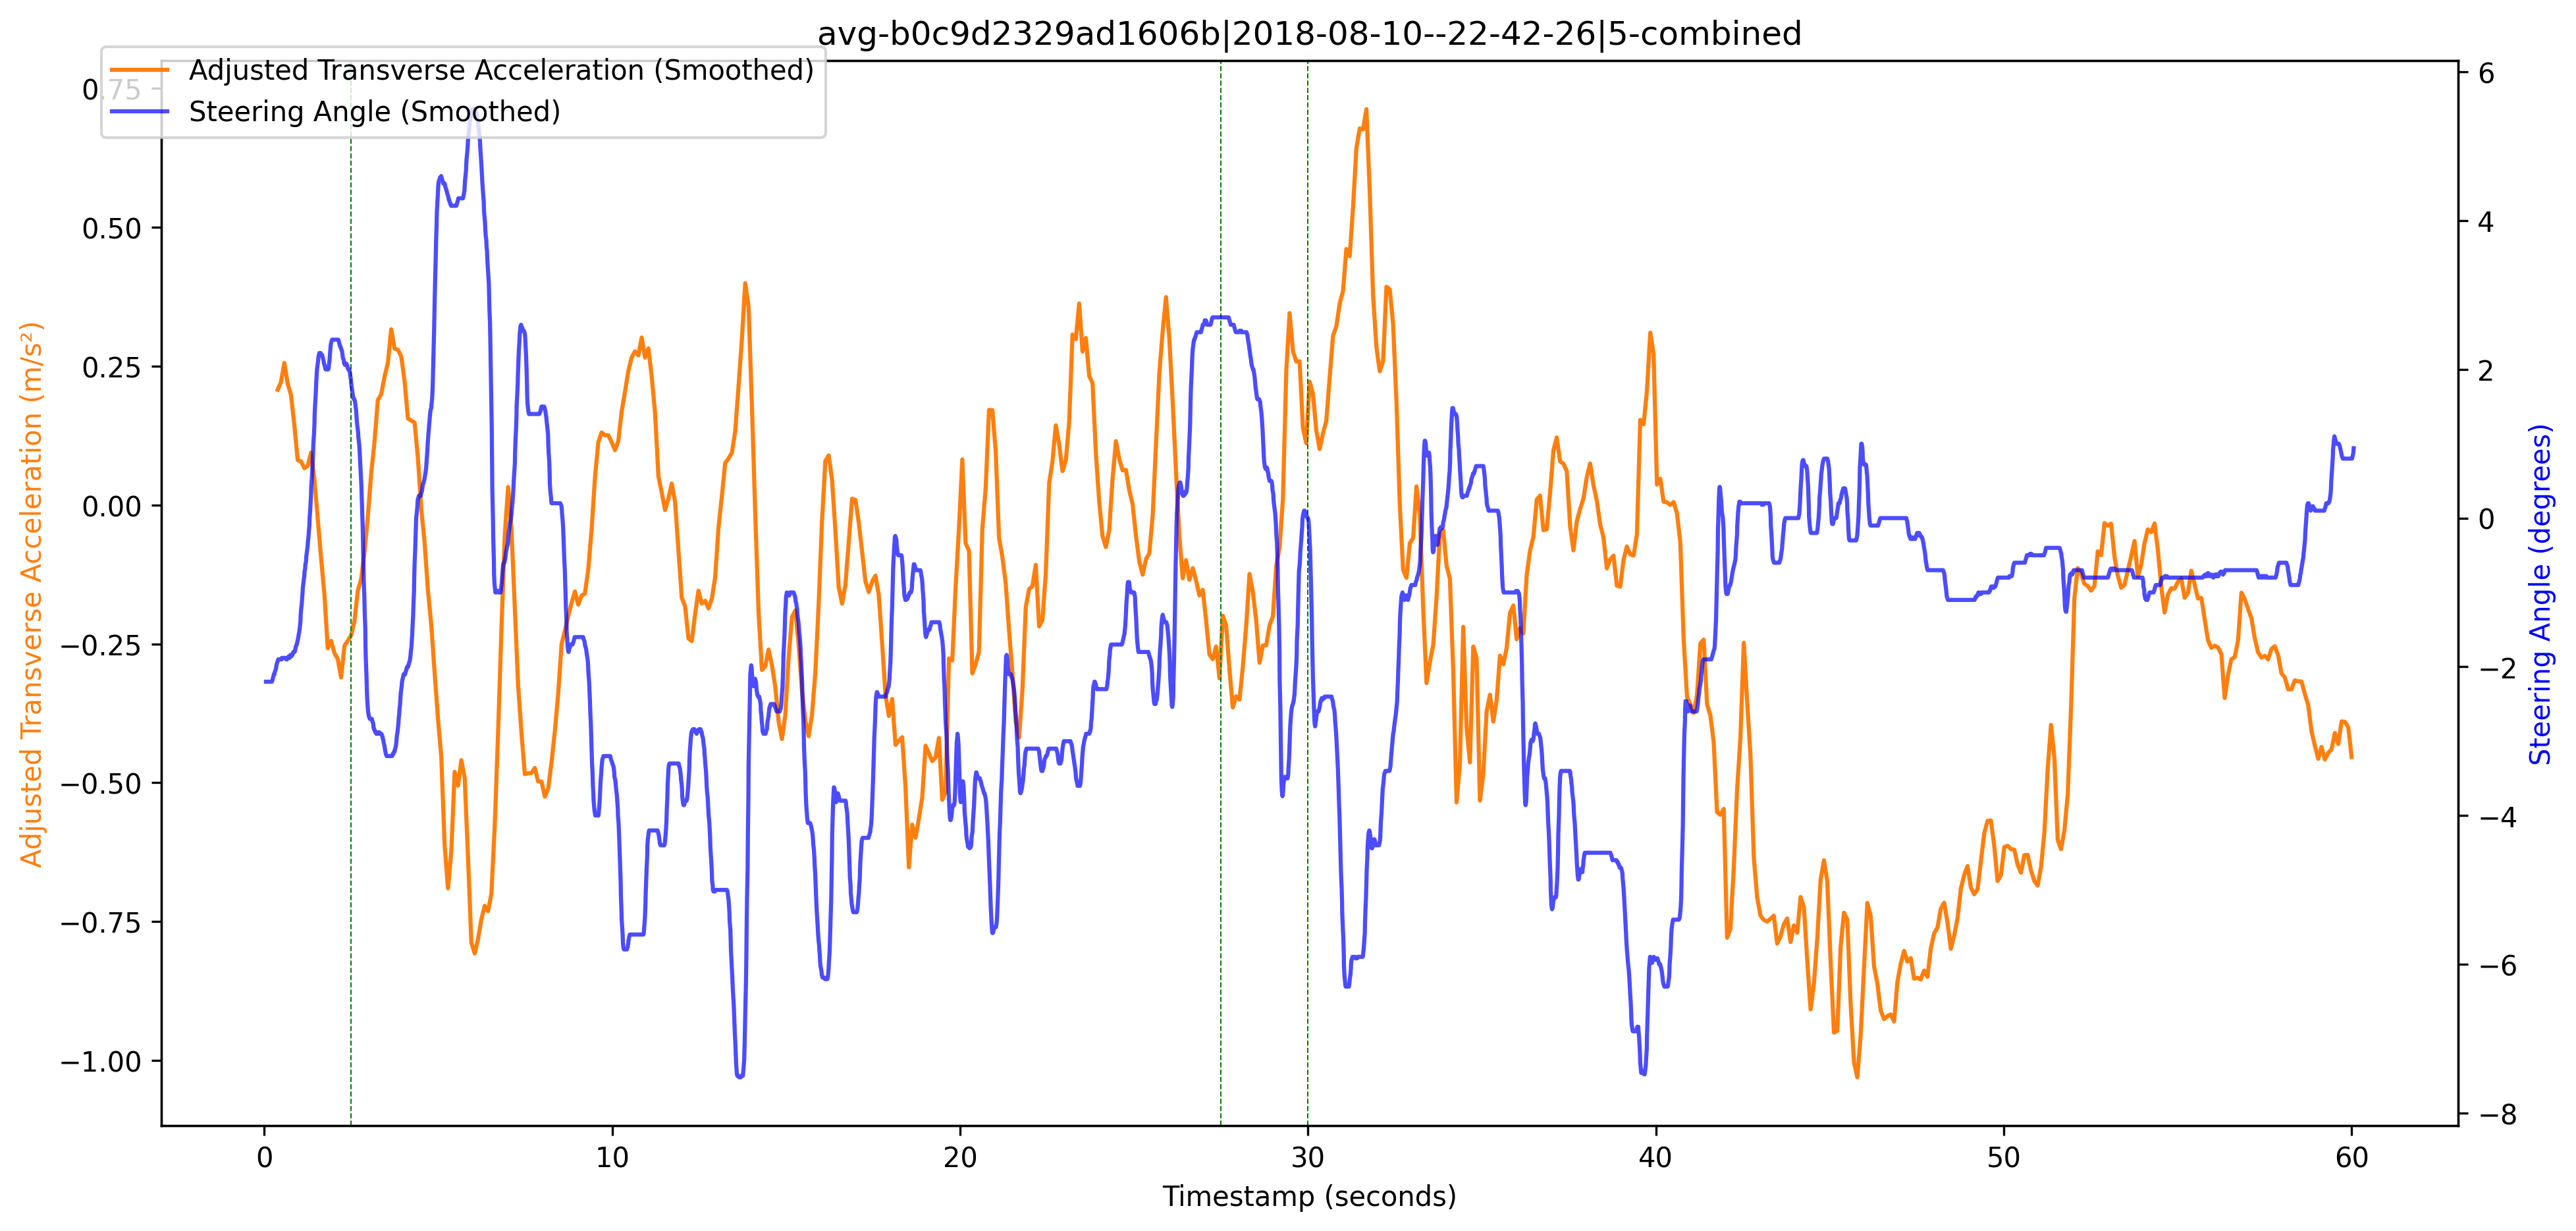 avg-b0c9d2329ad1606b|2018-08-10--22-42-26|5-combined
Adjusted Transverse Acceleration (Smoothed)
Steering Angle (Smoothed)
Adjusted Transverse Acceleration (m/s²)
0.75
0.50
0.25
0.00
−0.25
−0.50
−0.75
−1.00
6
4
2
0
−2
−4
−6
−8
Steering Angle (degrees)
0 10 20 30 40 50 60
Timestamp (seconds)